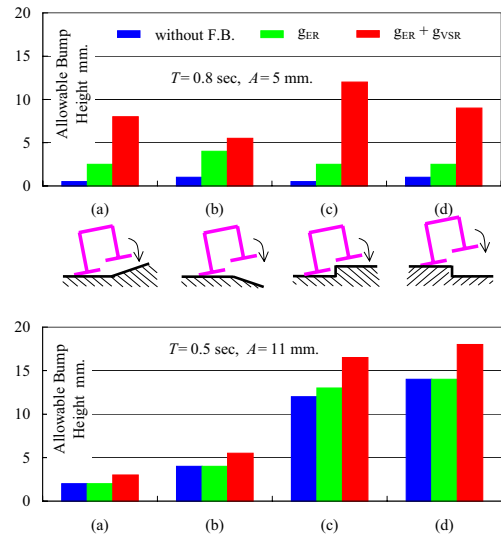 20
15
10
5
0
Allowable Bump
Height mm.
without F.B.
gER
gER + gVSR
T = 0.8 sec, A = 5 mm.
(a)
(b)
(c)
(d)
20
15
10
5
0
Allowable Bump
Height mm.
T = 0.5 sec, A = 11 mm.
(a)
(b)
(c)
(d)